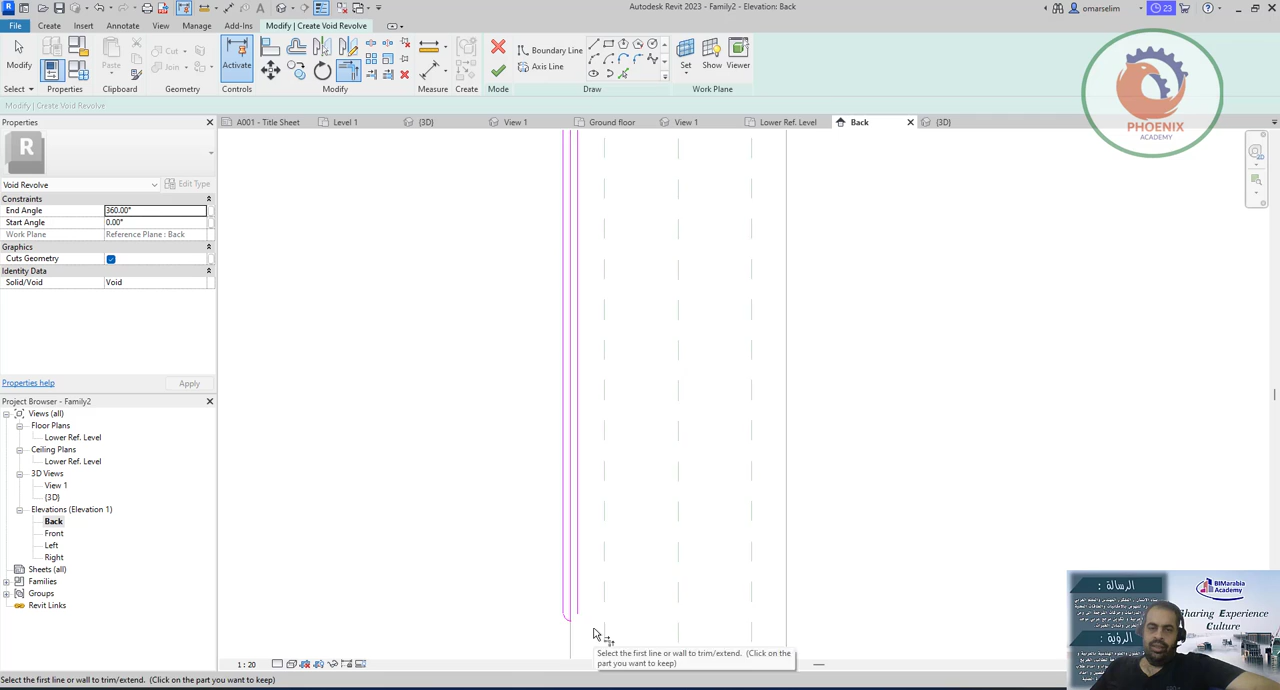 Autodesk Revit 2023 - Family2 - Elevation: Back
omarselim
23
File Create Insert Annotate View Manage Add-Ins Modify | Create Void Revolve
Modify
Paste
Cut
Join
Activate
Boundary Line
Axis Line
Set Show Viewer
Select Properties Clipboard Geometry Controls Modify Measure Create Mode Draw Work Plane
Modify | Create Void Revolve
PHOENIX
ACADEMY
Properties
A001 - Title Sheet Level 1 {3D} View 1 Ground floor View 1 Lower Ref. Level Back {3D}
R
Void Revolve Edit Type
Constraints
End Angle 360.00°
Start Angle 0.00°
Work Plane Reference Plane : Back
Graphics
Cuts Geometry
Identity Data
Solid/Void Void
Properties help Apply
Project Browser - Family2
Views (all)
Floor Plans
Lower Ref. Level
Ceiling Plans
Lower Ref. Level
3D Views
View 1
{3D}
Elevations (Elevation 1)
Back
Front
Left
Right
Sheets (all)
Families
Groups
Revit Links
Select the first line or wall to trim/extend. (Click on the
part you want to keep)
1 : 20
Select the first line or wall to trim/extend. (Click on the part you want to keep)
الرسالة :
BIMarabia
Academy
Sharing Experience
Culture
الرؤية :